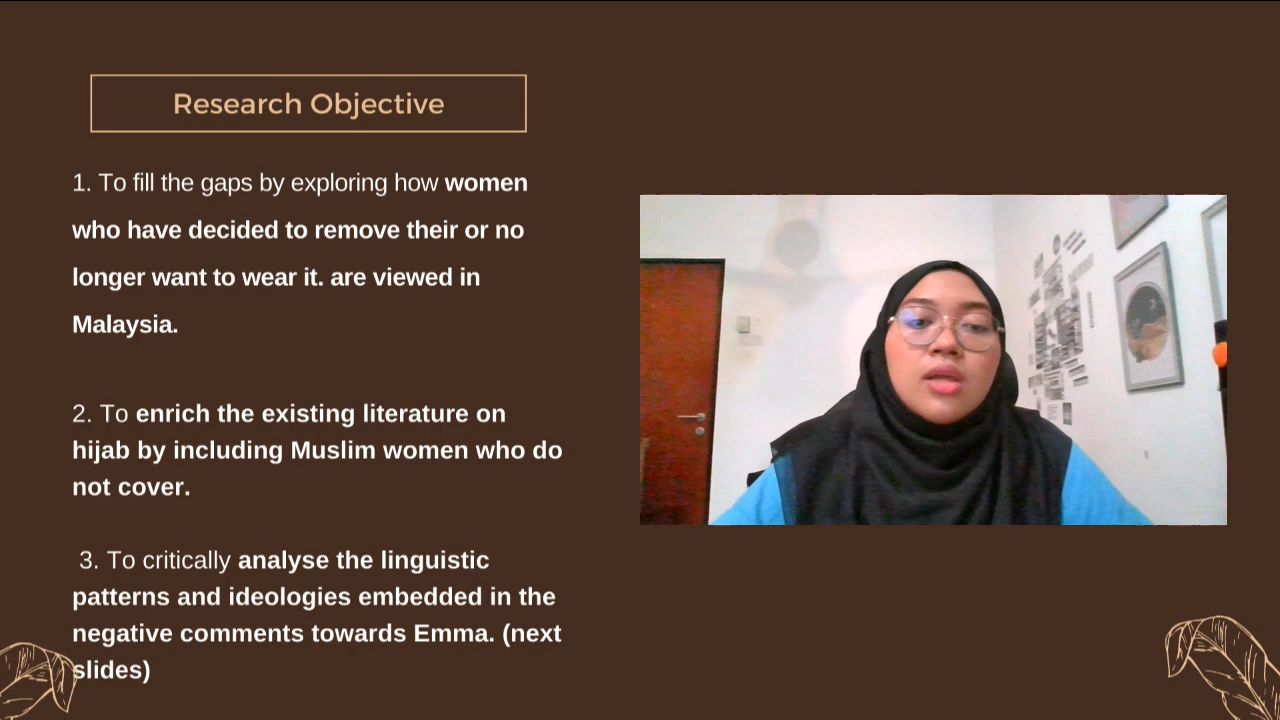 Research Objective
1. To fill the gaps by exploring how women
who have decided to remove their or no
longer want to wear it. are viewed in
Malaysia.
2. To enrich the existing literature on
hijab by including Muslim women who do
not cover.
3. To critically analyse the linguistic
patterns and ideologies embedded in the
negative comments towards Emma. (next
slides)